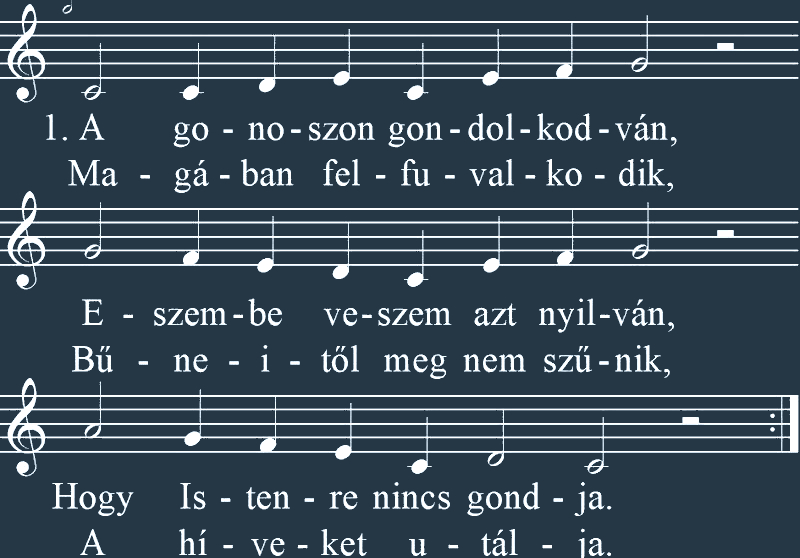 1. A go - no - szon gon - dol - kod - ván,
Ma - gá - ban fel - fu - val - ko - dik,
E - szem - be ve - szem azt nyil - ván,
Bű - ne - i - től meg nem szű - nik,
Hogy Is - ten - re nincs gond - ja.
A hí - ve - ket u - tál - ja.